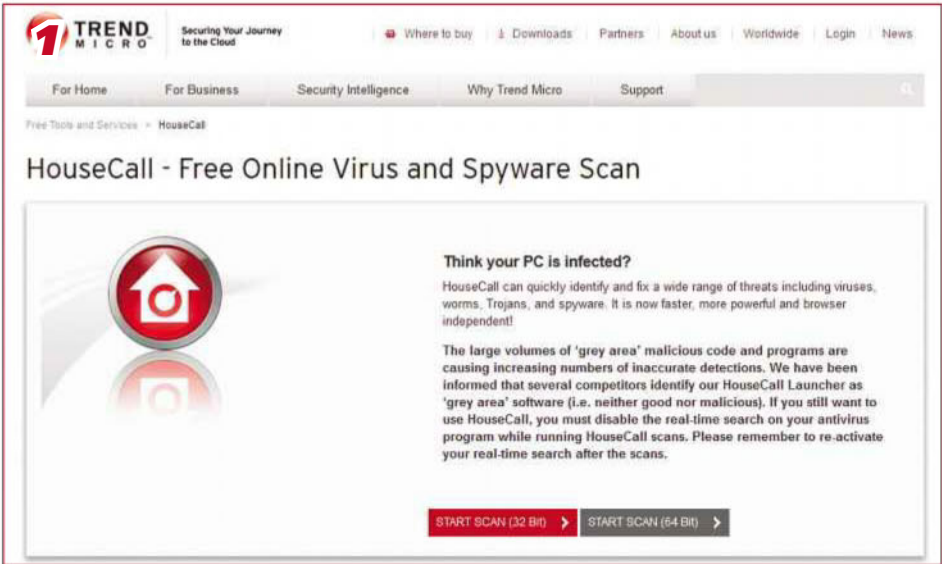 1
TREND
MICRO
Securing Your Journey
to the Cloud
Where to buy Downloads Partners About us Worldwide Login News
For Home For Business Security Intelligence Why Trend Micro Support
Free Tools and Services > HouseCall
HouseCall - Free Online Virus and Spyware Scan
Think your PC is infected?
HouseCall can quickly identify and fix a wide range of threats including viruses,
worms, Trojans, and spyware. It is now faster, more powerful and browser
independent!
The large volumes of 'grey area' malicious code and programs are
causing increasing numbers of inaccurate detections. We have been
informed that several competitors identify our HouseCall Launcher as
'grey area' software (i.e. neither good nor malicious). If you still want to
use HouseCall, you must disable the real-time search on your antivirus
program while running HouseCall scans. Please remember to re-activate
your real-time search after the scans.
START SCAN (32 Bit) START SCAN (64 Bit)